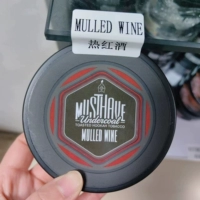 MULLED WINE
热红酒
MUSTHAVE
Undercoal
MULLED WINE